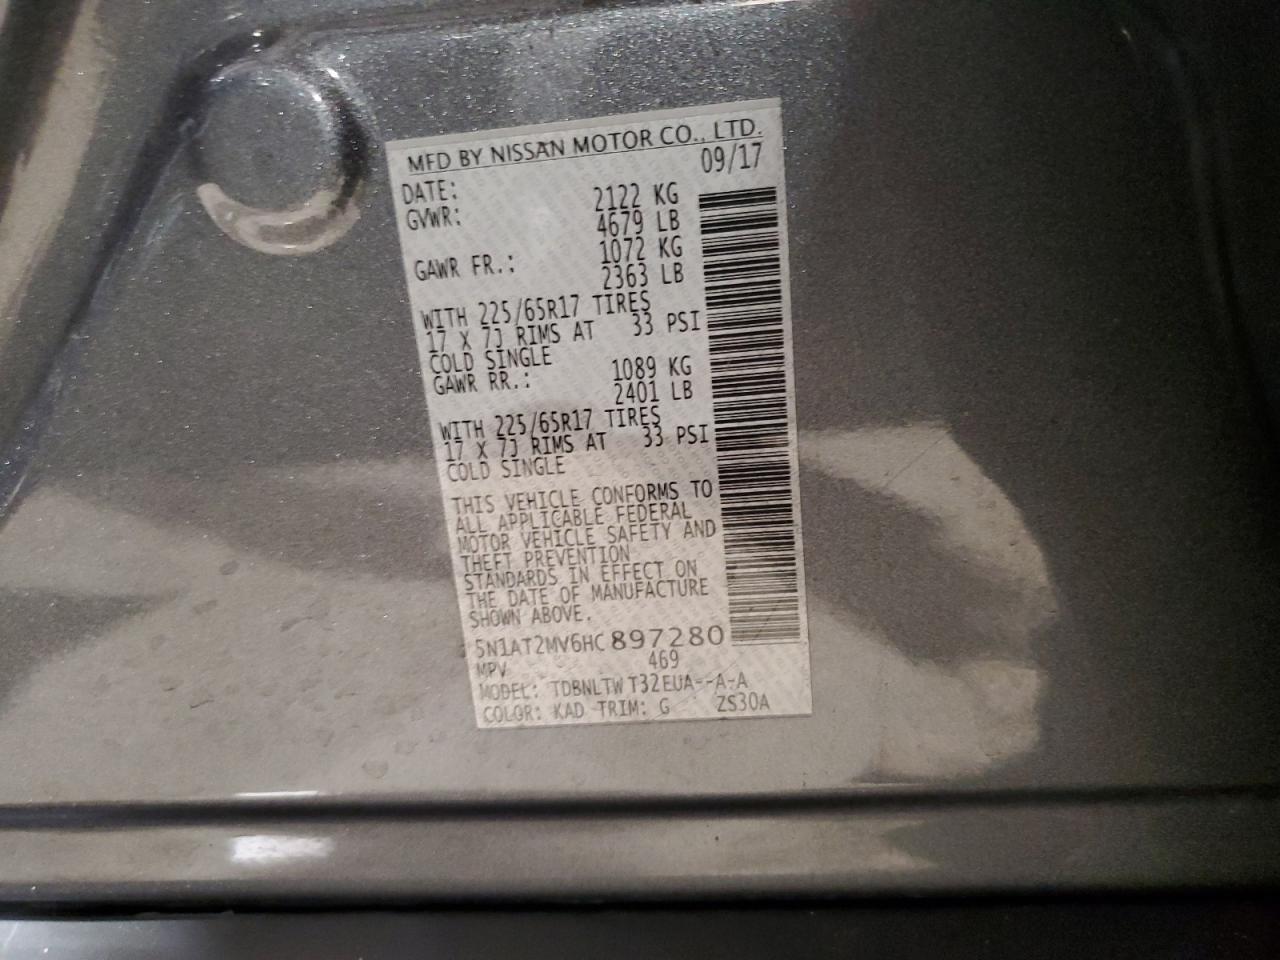 MFD BY NISSAN MOTOR CO., LTD.
DATE: 09/17
GVWR: 2122 KG
4679 LB
GAWR FR.: 1072 KG
2363 LB
WITH 225/65R17 TIRES
17 X 7J RIMS AT 33 PSI
COLD SINGLE
GAWR RR.: 1089 KG
2401 LB
WITH 225/65R17 TIRES
17 X 7J RIMS AT 33 PSI
COLD SINGLE
THIS VEHICLE CONFORMS TO
ALL APPLICABLE FEDERAL
MOTOR VEHICLE SAFETY AND
THEFT PREVENTION
STANDARDS IN EFFECT ON
THE DATE OF MANUFACTURE
SHOWN ABOVE.
5N1AT2MV6HC897280
MPV 469
MODEL: TDBNLTW T32EUA--A-A
COLOR: KAD TRIM: G ZS30A